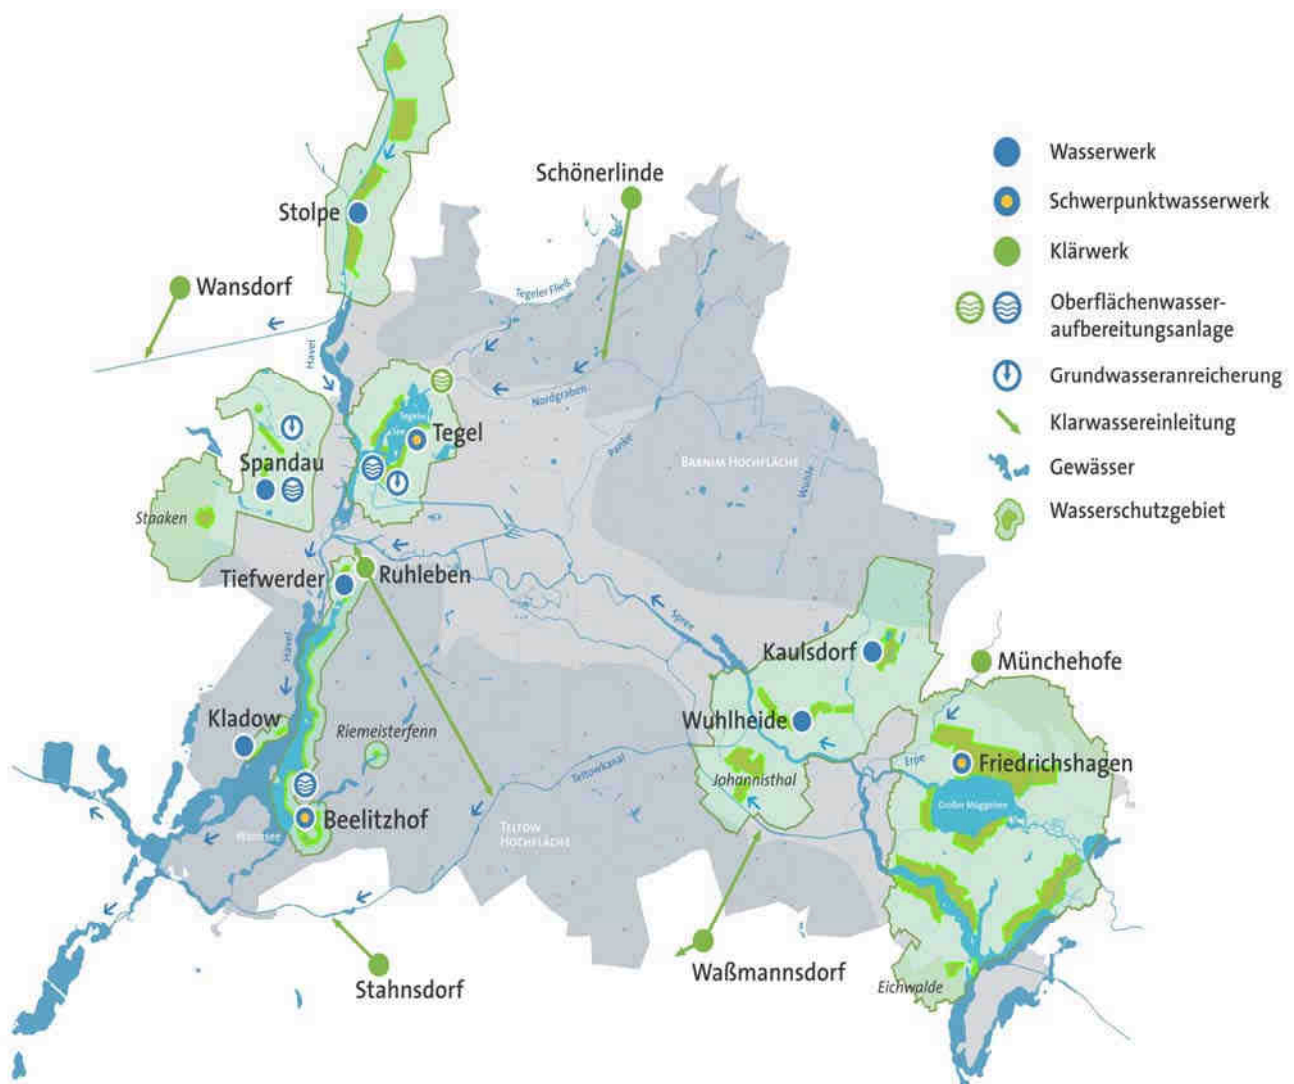 Schönerlinde
Stolpe
Wansdorf
Tegeler Fließ
Havel
Nordgraben
Tegeler
See
Tegel
Panke
Barnim Hochfläche
Wuhle
Spandau
Staaken
Tiefwerder
Ruhleben
Spree
Havel
Kaulsdorf
Münchehofe
Kladow
Riemeisterfenn
Wuhlheide
Johannisthal
Erpe
Friedrichshagen
Teltowkanal
Großer Müggelsee
Beelitzhof
Wannsee
Teltow
Hochfläche
Waßmannsdorf
Stahnsdorf
Eichwalde
Wasserwerk
Schwerpunktwasserwerk
Klärwerk
Oberflächenwasser-
aufbereitungsanlage
Grundwasseranreicherung
Klarwassereinleitung
Gewässer
Wasserschutzgebiet